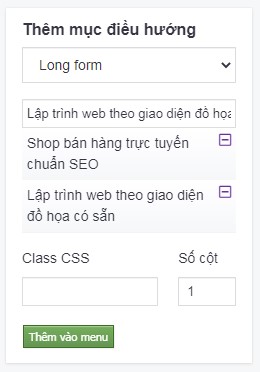 Thêm mục điều hướng
Long form
Lập trình web theo giao diện đồ họa
Shop bán hàng trực tuyến
chuẩn SEO
Lập trình web theo giao diện
đồ họa có sẵn
Class CSS
Số cột
1
Thêm vào menu